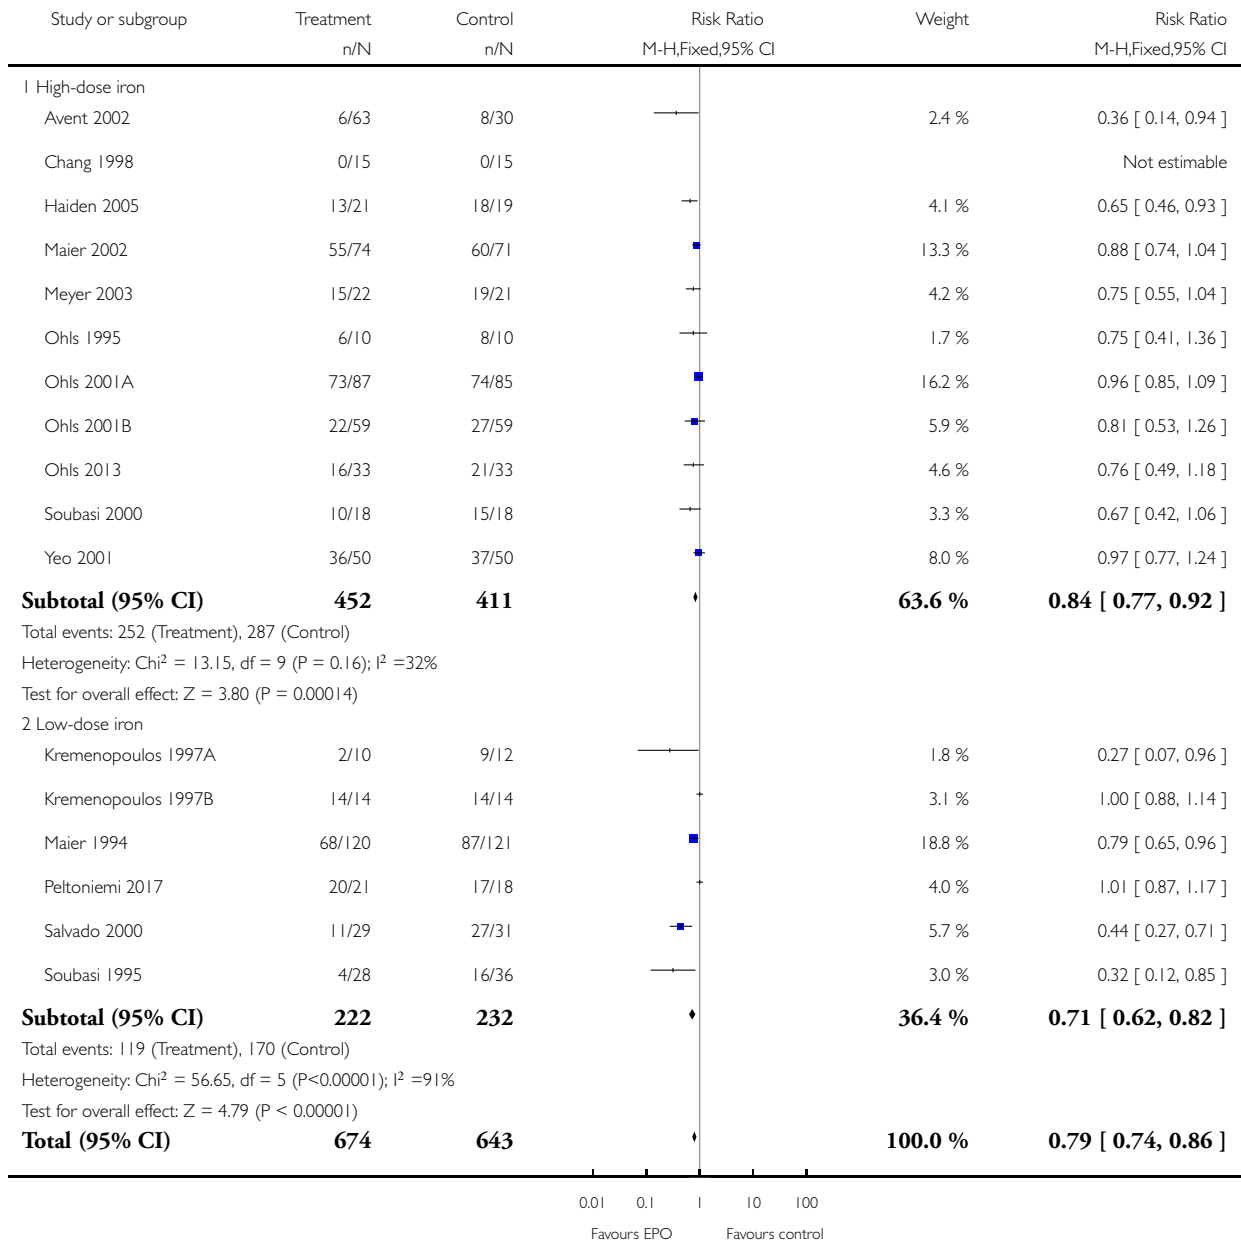 Study or subgroup Treatment Control Risk Ratio Weight Risk Ratio
n/N n/N M-H,Fixed,95% CI M-H,Fixed,95% CI
1 High-dose iron
Avent 2002 6/63 8/30 2.4 % 0.36 [ 0.14, 0.94 ]
Chang 1998 0/15 0/15 Not estimable
Haiden 2005 13/21 18/19 4.1 % 0.65 [ 0.46, 0.93 ]
Maier 2002 55/74 60/71 13.3 % 0.88 [ 0.74, 1.04 ]
Meyer 2003 15/22 19/21 4.2 % 0.75 [ 0.55, 1.04 ]
Ohls 1995 6/10 8/10 1.7 % 0.75 [ 0.41, 1.36 ]
Ohls 2001A 73/87 74/85 16.2 % 0.96 [ 0.85, 1.09 ]
Ohls 2001B 22/59 27/59 5.9 % 0.81 [ 0.53, 1.26 ]
Ohls 2013 16/33 21/33 4.6 % 0.76 [ 0.49, 1.18 ]
Soubasi 2000 10/18 15/18 3.3 % 0.67 [ 0.42, 1.06 ]
Yeo 2001 36/50 37/50 8.0 % 0.97 [ 0.77, 1.24 ]
Subtotal (95% CI) 452 411 63.6 % 0.84 [ 0.77, 0.92 ]
Total events: 252 (Treatment), 287 (Control)
Heterogeneity: Chi² = 13.15, df = 9 (P = 0.16); I² =32%
Test for overall effect: Z = 3.80 (P = 0.00014)
2 Low-dose iron
Kremenopoulos 1997A 2/10 9/12 1.8 % 0.27 [ 0.07, 0.96 ]
Kremenopoulos 1997B 14/14 14/14 3.1 % 1.00 [ 0.88, 1.14 ]
Maier 1994 68/120 87/121 18.8 % 0.79 [ 0.65, 0.96 ]
Peltoniemi 2017 20/21 17/18 4.0 % 1.01 [ 0.87, 1.17 ]
Salvado 2000 11/29 27/31 5.7 % 0.44 [ 0.27, 0.71 ]
Soubasi 1995 4/28 16/36 3.0 % 0.32 [ 0.12, 0.85 ]
Subtotal (95% CI) 222 232 36.4 % 0.71 [ 0.62, 0.82 ]
Total events: 119 (Treatment), 170 (Control)
Heterogeneity: Chi² = 56.65, df = 5 (P<0.00001); I² =91%
Test for overall effect: Z = 4.79 (P < 0.00001)
Total (95% CI) 674 643 100.0 % 0.79 [ 0.74, 0.86 ]
0.01 0.1 1 10 100
Favours EPO Favours control